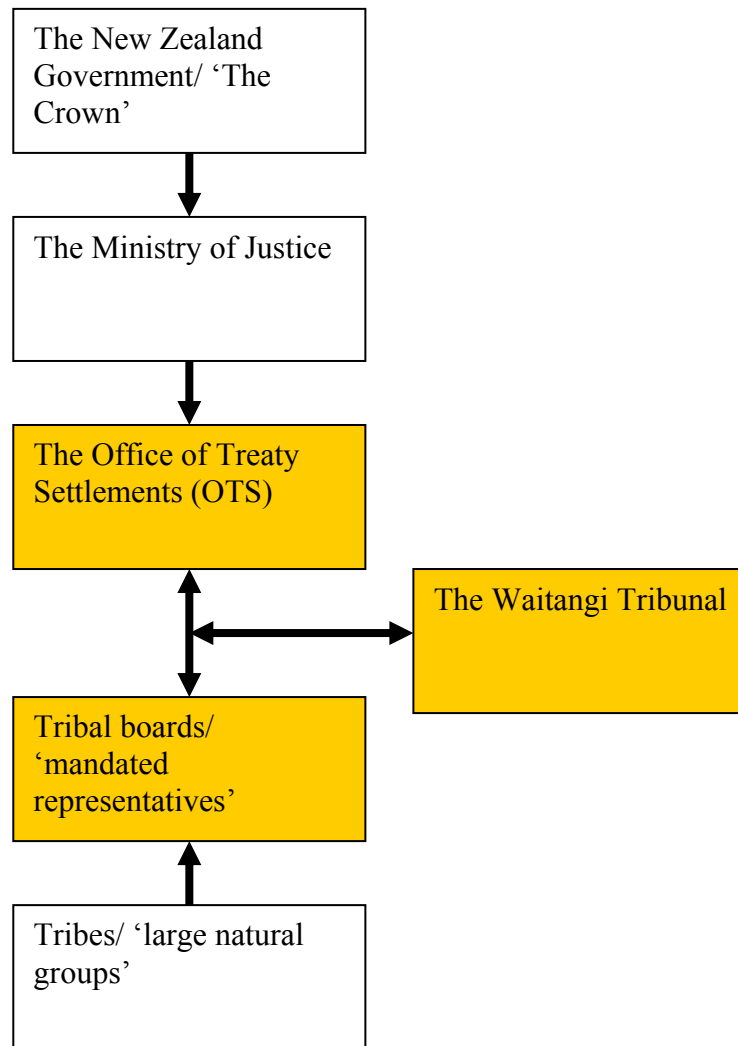 The New Zealand
Government/ ‘The
Crown’
The Ministry of Justice
The Office of Treaty
Settlements (OTS)
The Waitangi Tribunal
Tribal boards/
‘mandated
representatives’
Tribes/ ‘large natural
groups’